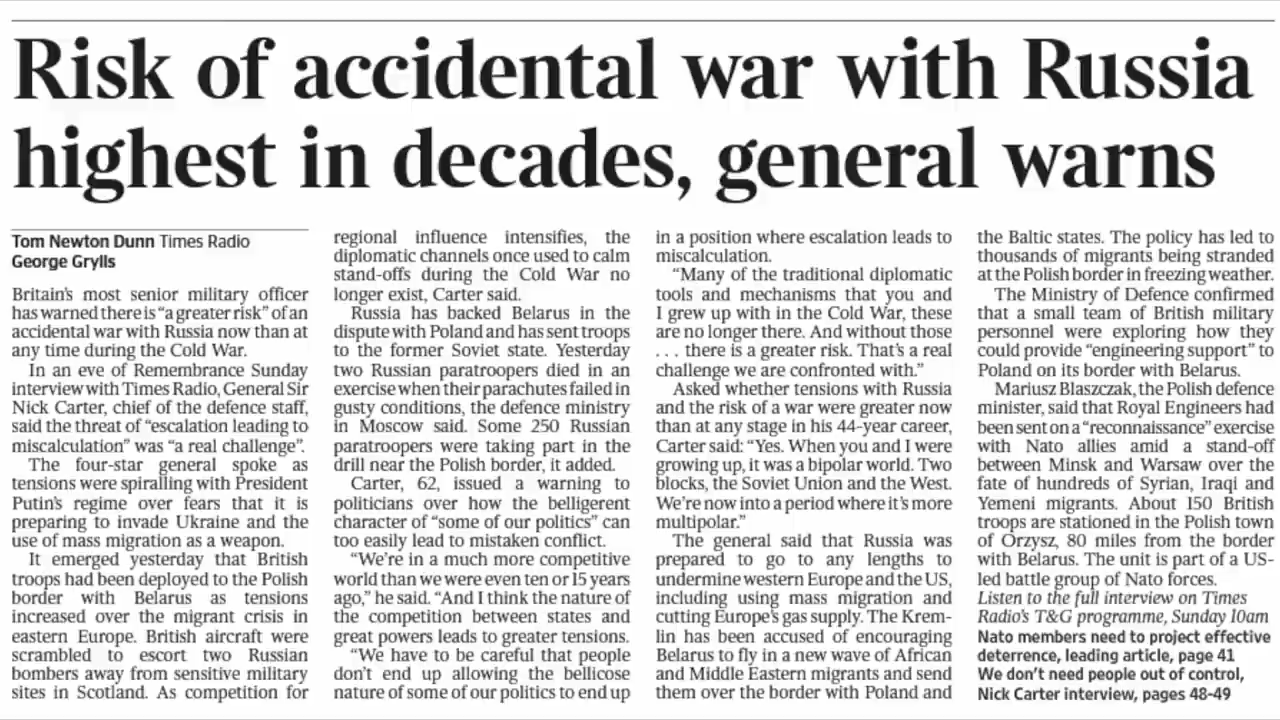 Risk of accidental war with Russia
highest in decades, general warns
Tom Newton Dunn Times Radio
George Grylls
Britain's most senior military officer
has warned there is "a greater risk" of an
accidental war with Russia now than at
any time during the Cold War.
In an eve of Remembrance Sunday
interview with Times Radio, General Sir
Nick Carter, chief of the defence staff,
said the threat of "escalation leading to
miscalculation" was "a real challenge".
The four-star general spoke as
tensions were spiralling with President
Putin's regime over fears that it is
preparing to invade Ukraine and the
use of mass migration as a weapon.
It emerged yesterday that British
troops had been deployed to the Polish
border with Belarus as tensions
increased over the migrant crisis in
eastern Europe. British aircraft were
scrambled to escort two Russian
bombers away from sensitive military
sites in Scotland. As competition for
regional influence intensifies, the
diplomatic channels once used to calm
stand-offs during the Cold War no
longer exist, Carter said.
Russia has backed Belarus in the
dispute with Poland and has sent troops
to the former Soviet state. Yesterday
two Russian paratroopers died in an
exercise when their parachutes failed in
gusty conditions, the defence ministry
in Moscow said. Some 250 Russian
paratroopers were taking part in the
drill near the Polish border, it added.
Carter, 62, issued a warning to
politicians over how the belligerent
character of "some of our politics" can
too easily lead to mistaken conflict.
"We're in a much more competitive
world than we were even ten or 15 years
ago," he said. "And I think the nature of
the competition between states and
great powers leads to greater tensions.
"We have to be careful that people
don't end up allowing the bellicose
nature of some of our politics to end up
in a position where escalation leads to
miscalculation.
"Many of the traditional diplomatic
tools and mechanisms that you and
I grew up with in the Cold War, these
are no longer there. And without those
. . . there is a greater risk. That's a real
challenge we are confronted with."
Asked whether tensions with Russia
and the risk of a war were greater now
than at any stage in his 44-year career,
Carter said: "Yes. When you and I were
growing up, it was a bipolar world. Two
blocks, the Soviet Union and the West.
We're now into a period where it's more
multipolar."
The general said that Russia was
prepared to go to any lengths to
undermine western Europe and the US,
including using mass migration and
cutting Europe's gas supply. The Krem-
lin has been accused of encouraging
Belarus to fly in a new wave of African
and Middle Eastern migrants and send
them over the border with Poland and
the Baltic states. The policy has led to
thousands of migrants being stranded
at the Polish border in freezing weather.
The Ministry of Defence confirmed
that a small team of British military
personnel were exploring how they
could provide "engineering support" to
Poland on its border with Belarus.
Mariusz Blaszczak, the Polish defence
minister, said that Royal Engineers had
been sent on a "reconnaissance" exercise
with Nato allies amid a stand-off
between Minsk and Warsaw over the
fate of hundreds of Syrian, Iraqi and
Yemeni migrants. About 150 British
troops are stationed in the Polish town
of Orzysz, 80 miles from the border
with Belarus. The unit is part of a US-
led battle group of Nato forces.
Listen to the full interview on Times
Radio's T&G programme, Sunday 10am
Nato members need to project effective
deterrence, leading article, page 41
We don't need people out of control,
Nick Carter interview, pages 48-49